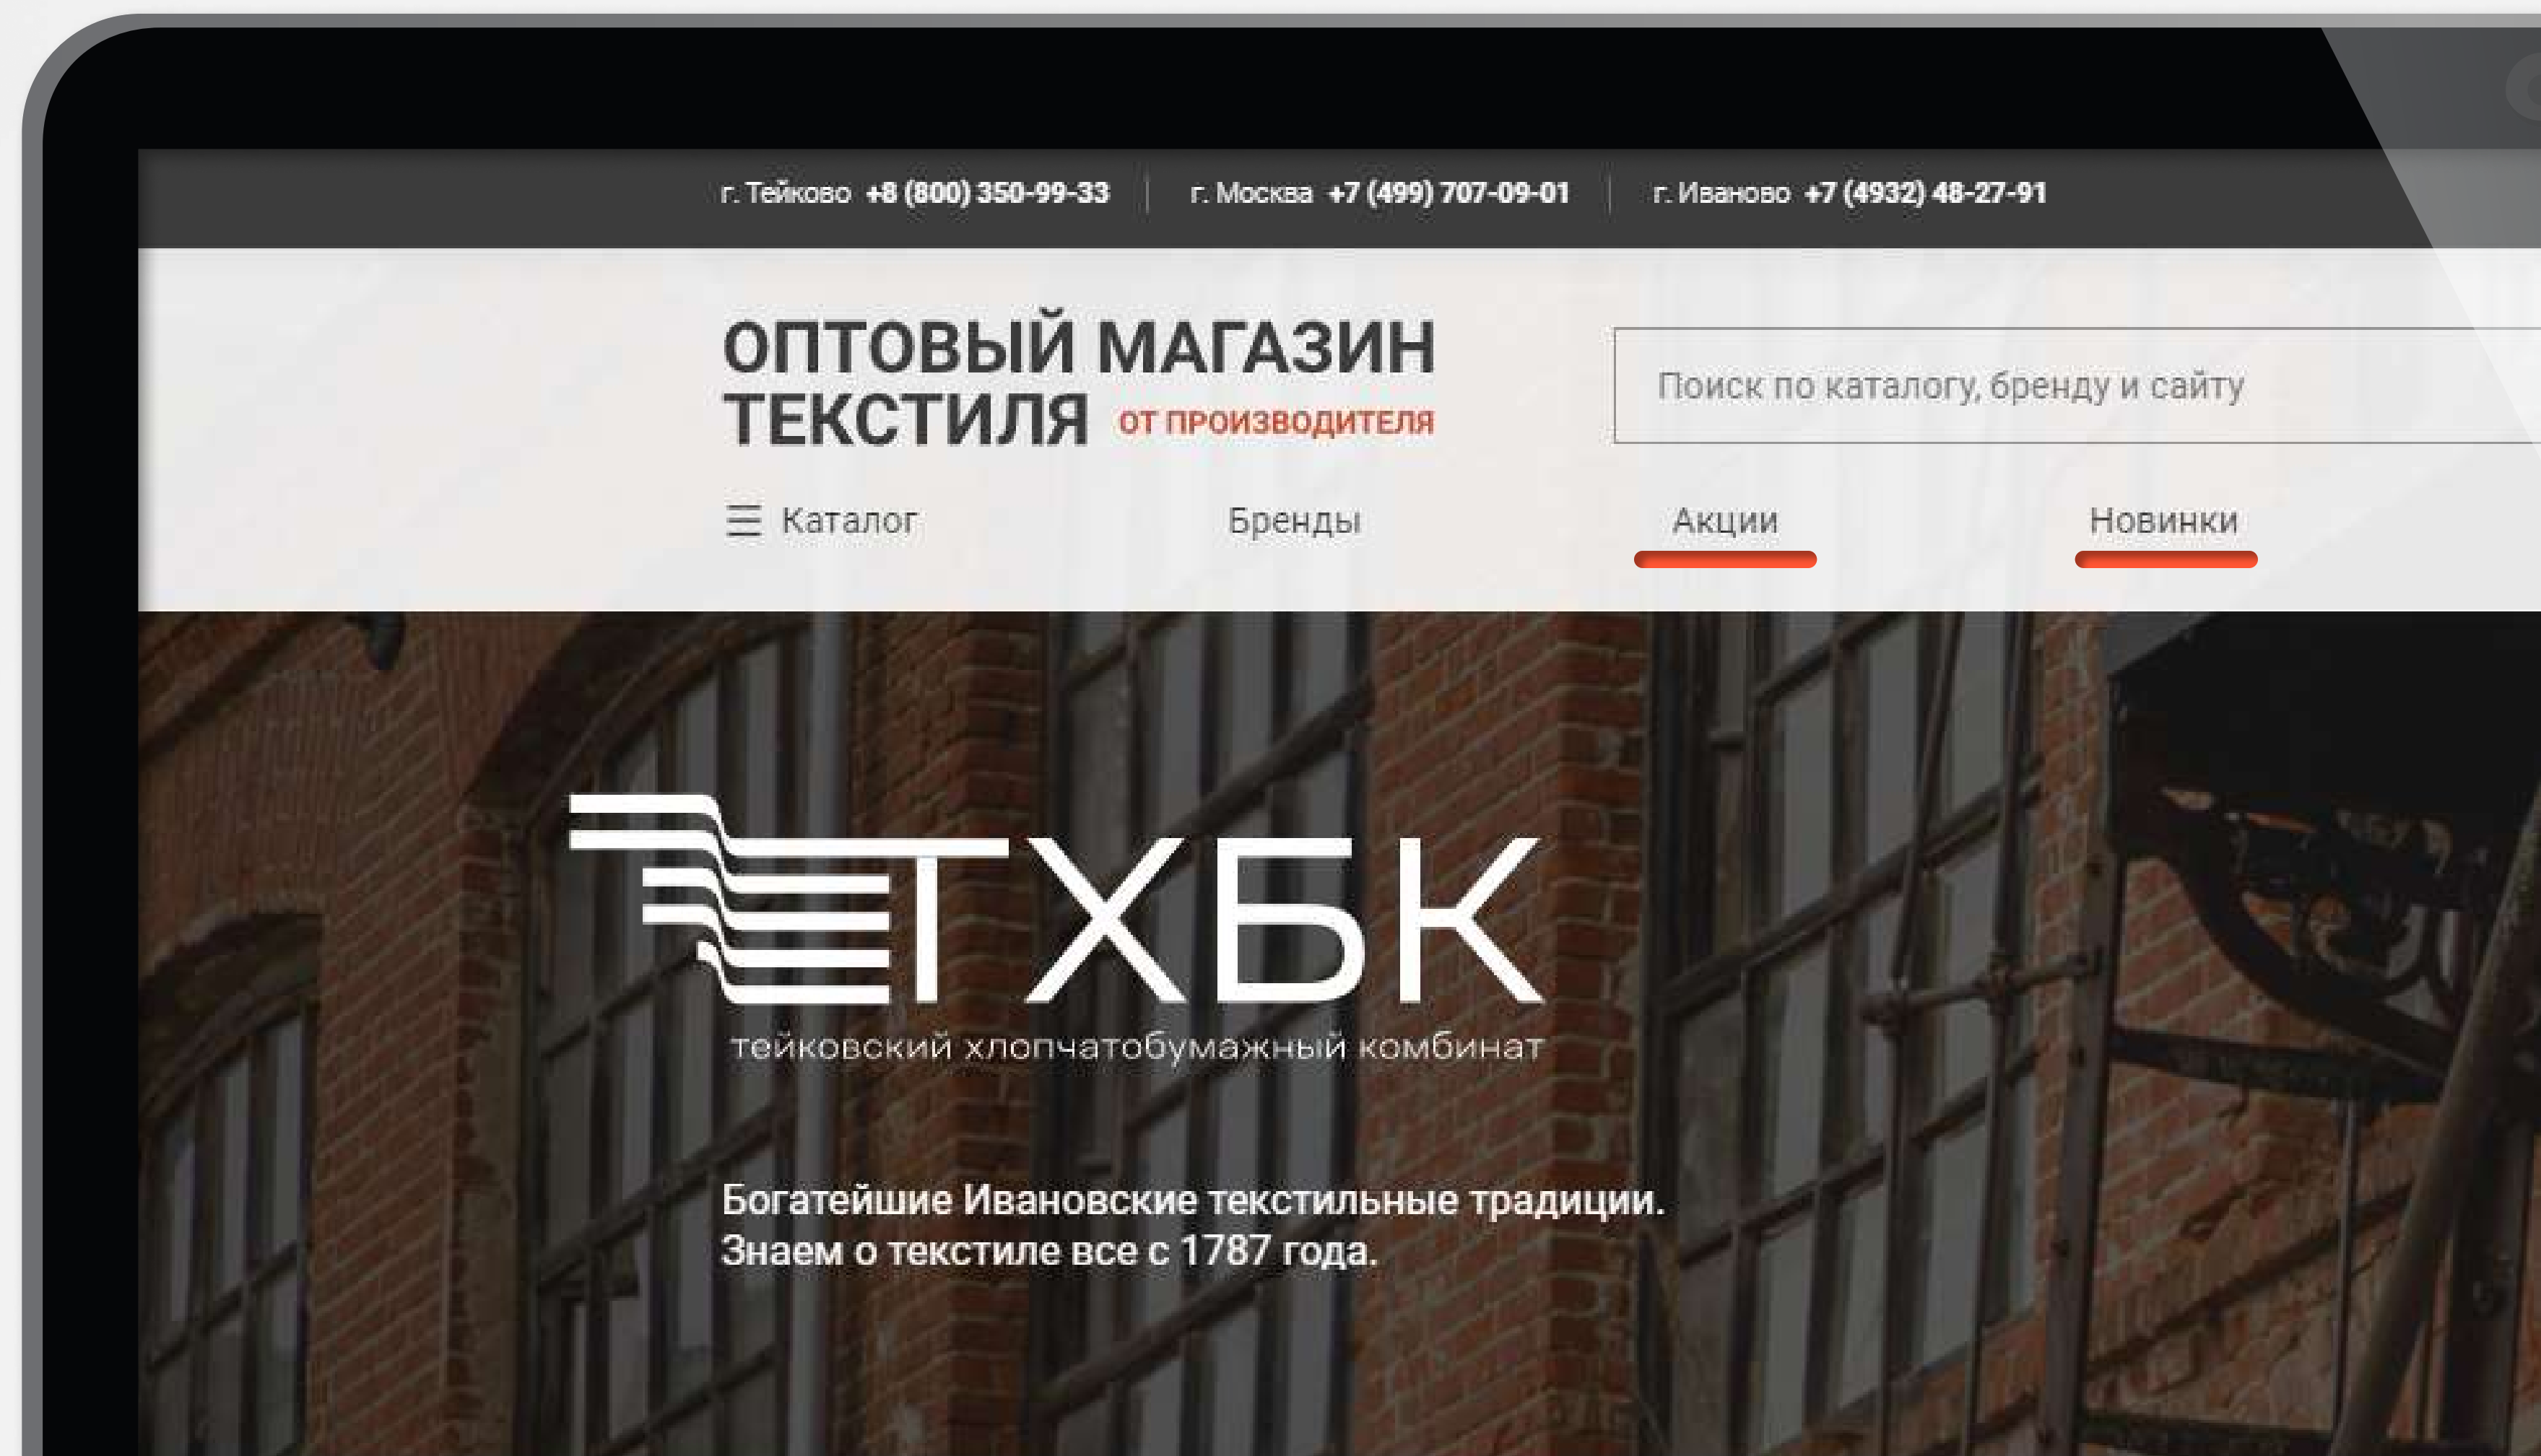 г. Тейково +8 (800) 350-99-33 г. Москва +7 (499) 707-09-01 г. Иваново +7 (4932) 48-27-91
ОПТОВЫЙ МАГАЗИН
ТЕКСТИЛЯ ОТ ПРОИЗВОДИТЕЛЯ
Поиск по каталогу, бренду и сайту
Каталог Бренды Акции Новинки
ТХБК
тейковский хлопчатобумажный комбинат
Богатейшие Ивановские текстильные традиции.
Знаем о текстиле все с 1787 года.